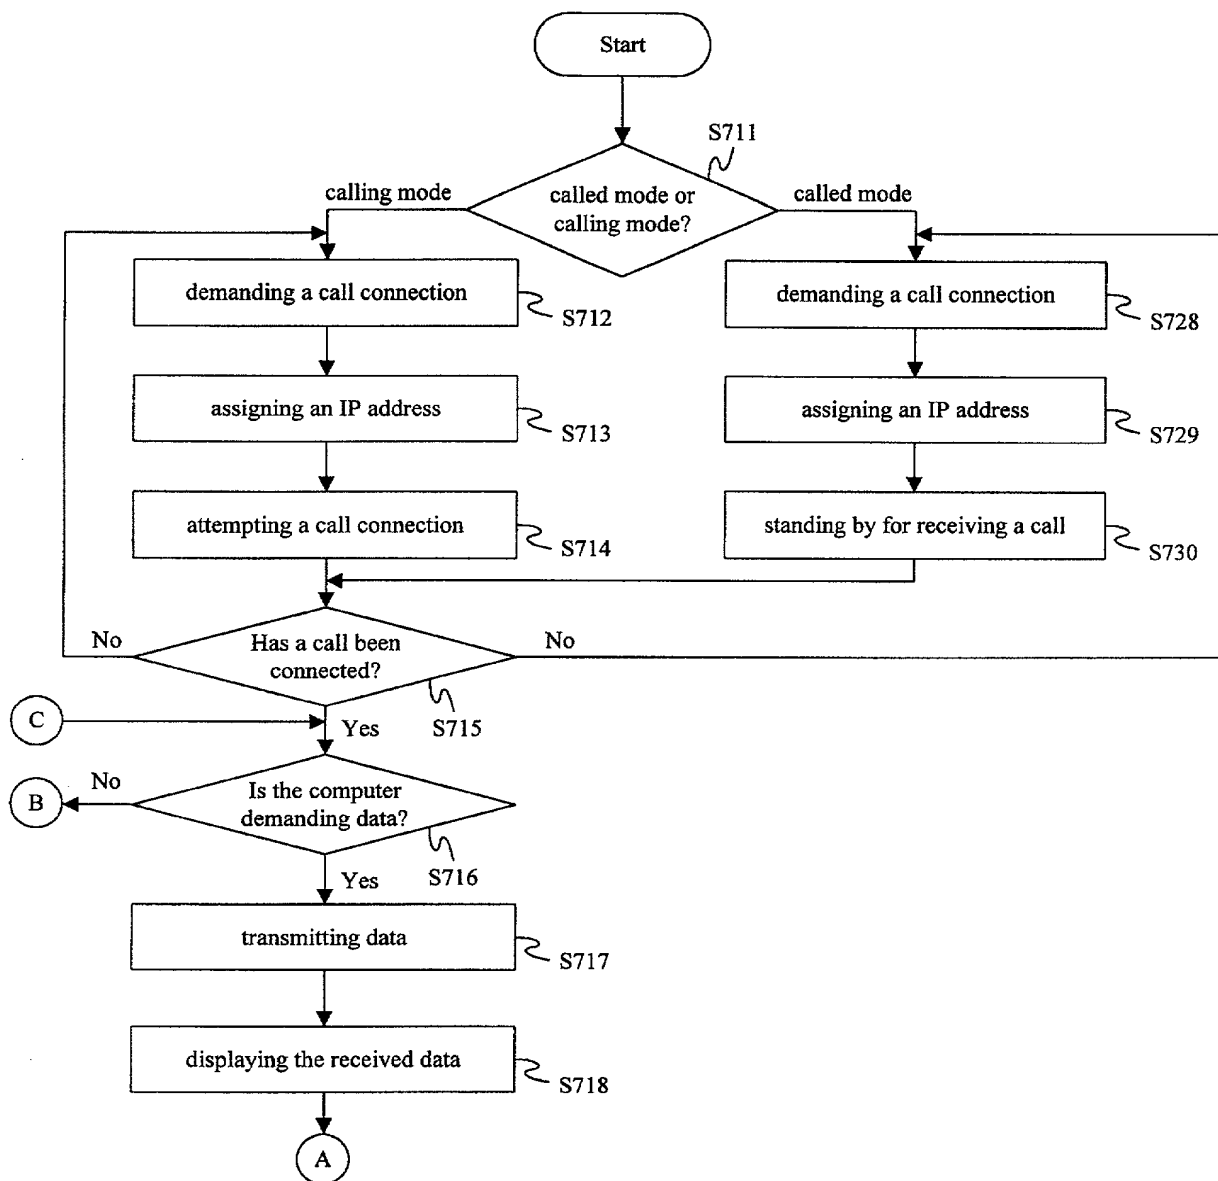 Start
S711
calling mode
called mode or
calling mode?
called mode
demanding a call connection
S712
demanding a call connection
S728
assigning an IP address
S713
assigning an IP address
S729
attempting a call connection
S714
standing by for receiving a call
S730
No
Has a call been
connected?
No
S715
C
Yes
B
No
Is the computer
demanding data?
S716
Yes
transmitting data
S717
displaying the received data
S718
A